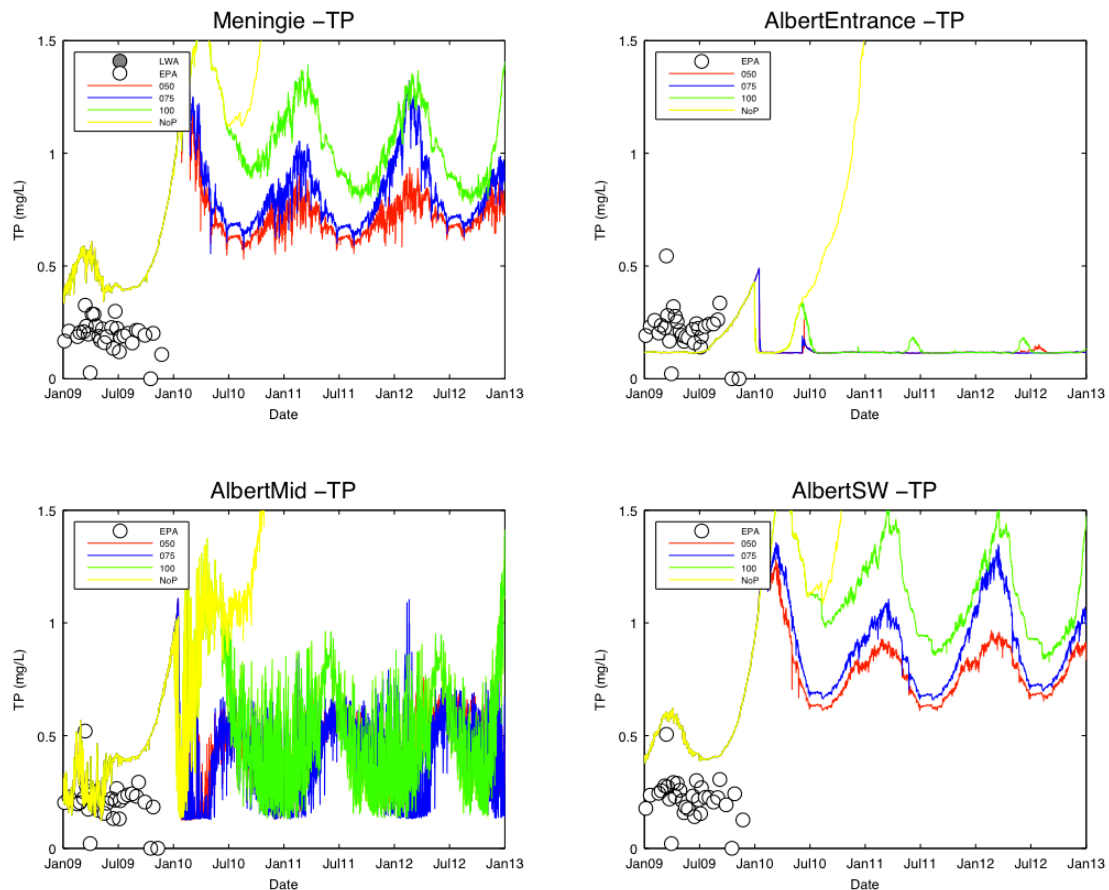 Meningie –TP
1.5
1
0.5
0
TP (mg/L)
LWA
EPA
050
075
100
NoP
Jan09 Jul09 Jan10 Jul10 Jan11 Jul11 Jan12 Jul12 Jan13
Date
AlbertEntrance –TP
1.5
1
0.5
0
TP (mg/L)
EPA
050
075
100
NoP
Jan09 Jul09 Jan10 Jul10 Jan11 Jul11 Jan12 Jul12 Jan13
Date
AlbertMid –TP
1.5
1
0.5
0
TP (mg/L)
EPA
050
075
100
NoP
Jan09 Jul09 Jan10 Jul10 Jan11 Jul11 Jan12 Jul12 Jan13
Date
AlbertSW –TP
1.5
1
0.5
0
TP (mg/L)
EPA
050
075
100
NoP
Jan09 Jul09 Jan10 Jul10 Jan11 Jul11 Jan12 Jul12 Jan13
Date